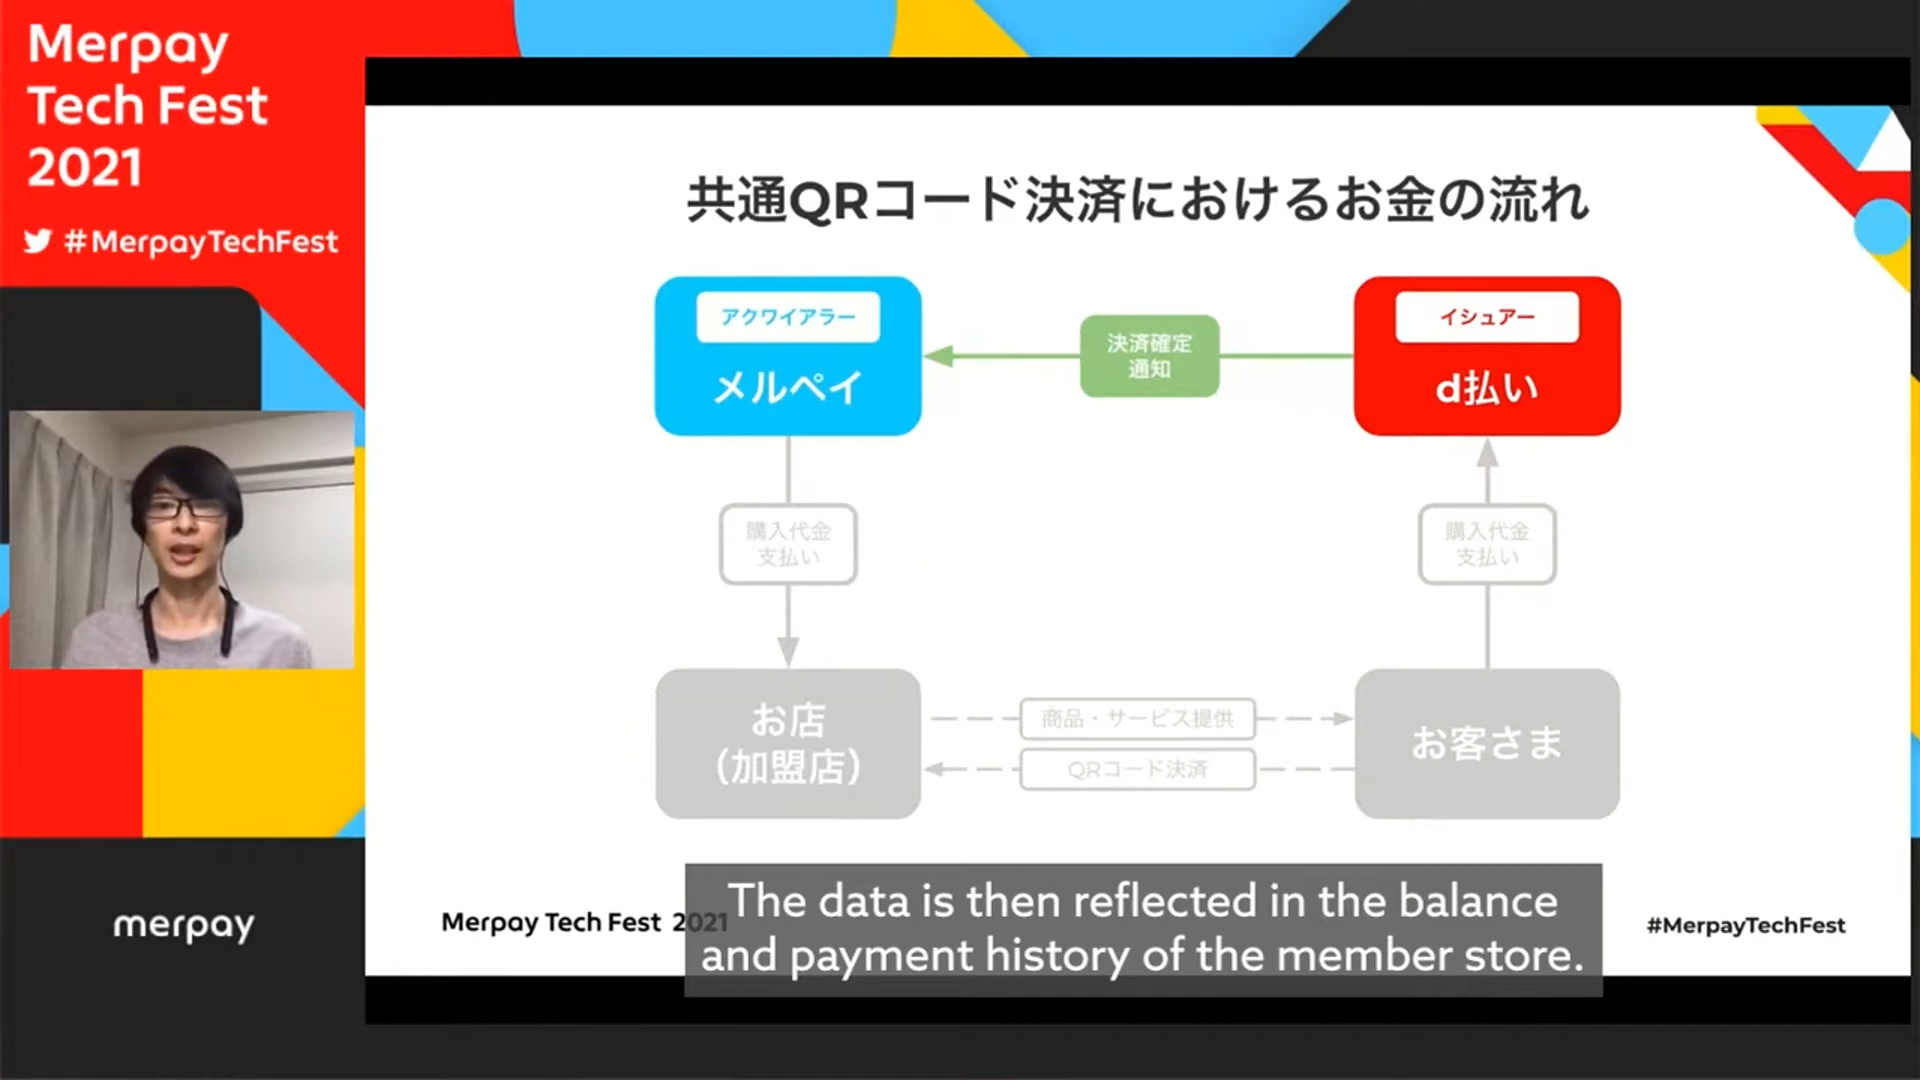 Merpay
Tech Fest
2021
#MerpayTechFest
merpay
共通QRコード決済におけるお金の流れ
アクワイアラー
メルペイ
決済確定
通知
イシュアー
d払い
購入代金
支払い
購入代金
支払い
お店
(加盟店)
商品・サービス提供
QRコード決済
お客さま
Merpay Tech Fest 2021
#MerpayTechFest
The data is then reflected in the balance
and payment history of the member store.